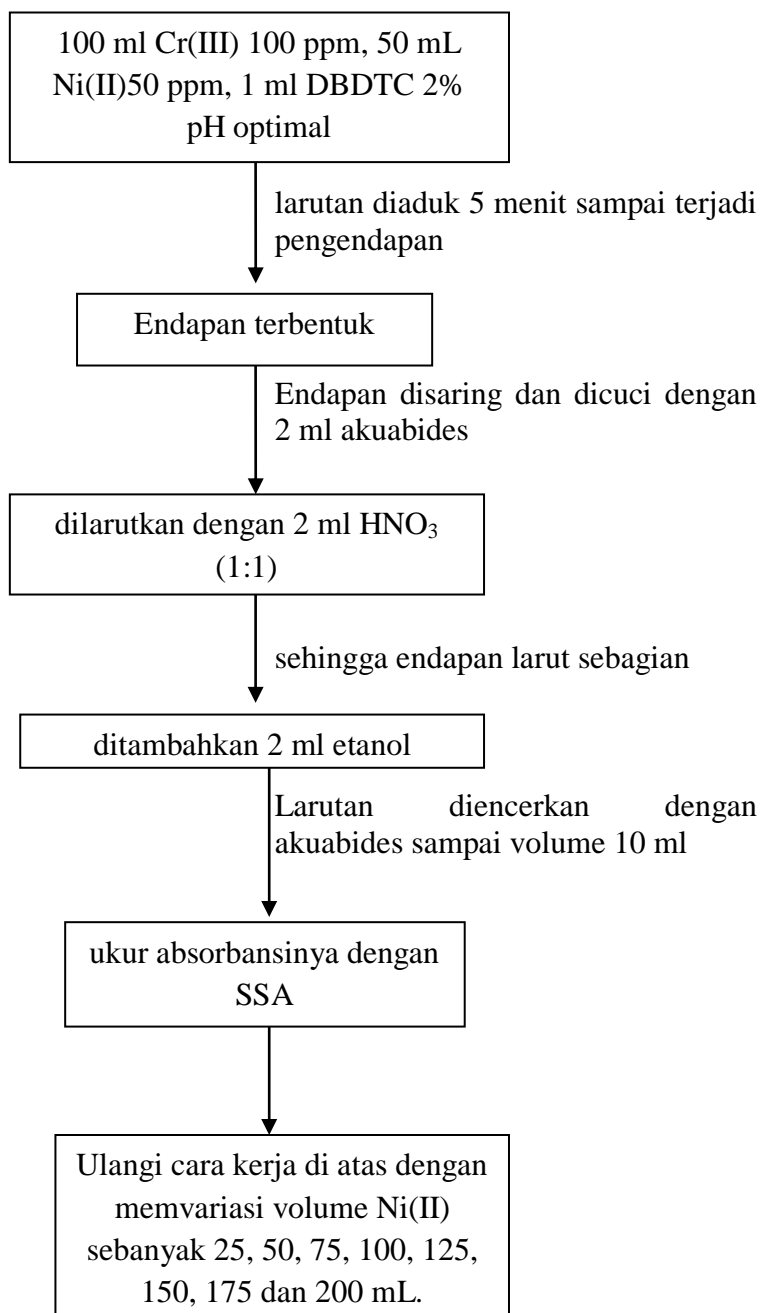 100 ml Cr(III) 100 ppm, 50 mL
Ni(II)50 ppm, 1 ml DBDTC 2%
pH optimal
larutan diaduk 5 menit sampai terjadi
pengendapan
Endapan terbentuk
Endapan disaring dan dicuci dengan
2 ml akuabides
dilarutkan dengan 2 ml HNO₃
(1:1)
sehingga endapan larut sebagian
ditambahkan 2 ml etanol
Larutan diencerkan dengan
akuabides sampai volume 10 ml
ukur absorbansinya dengan
SSA
Ulangi cara kerja di atas dengan
memvariasi volume Ni(II)
sebanyak 25, 50, 75, 100, 125,
150, 175 dan 200 mL.